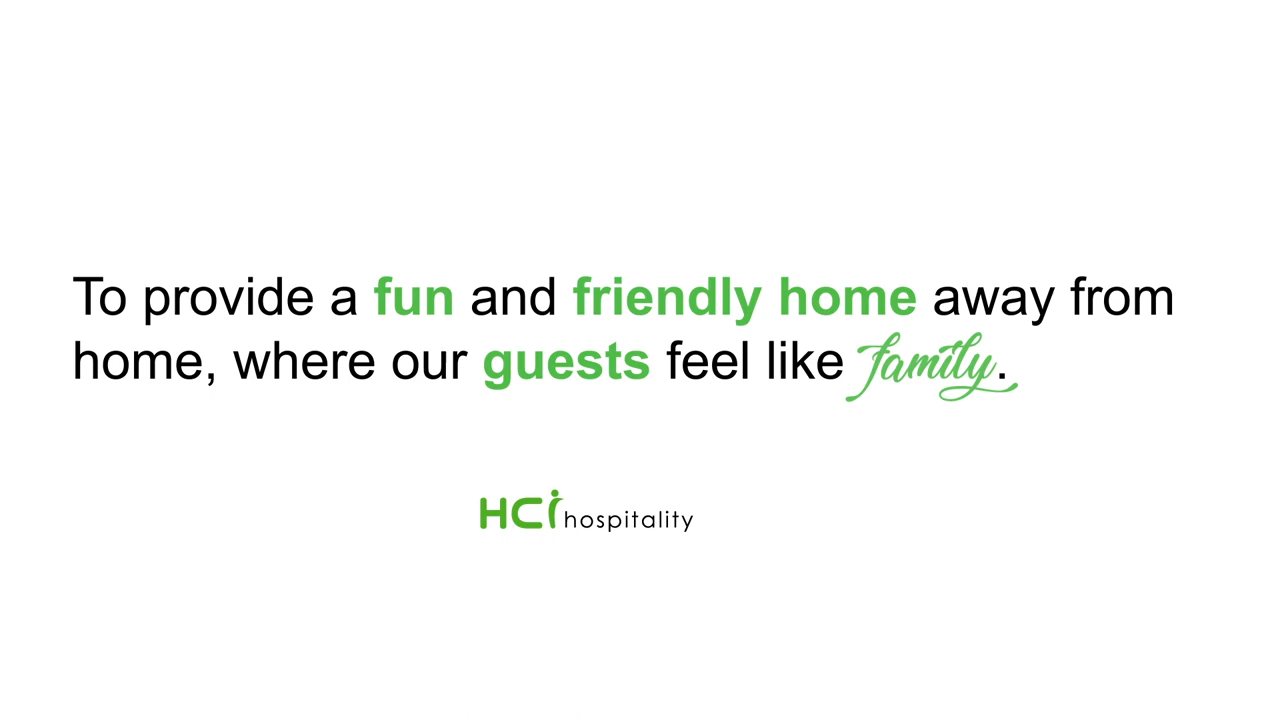 To provide a fun and friendly home away from
home, where our guests feel like family.
HCi hospitality